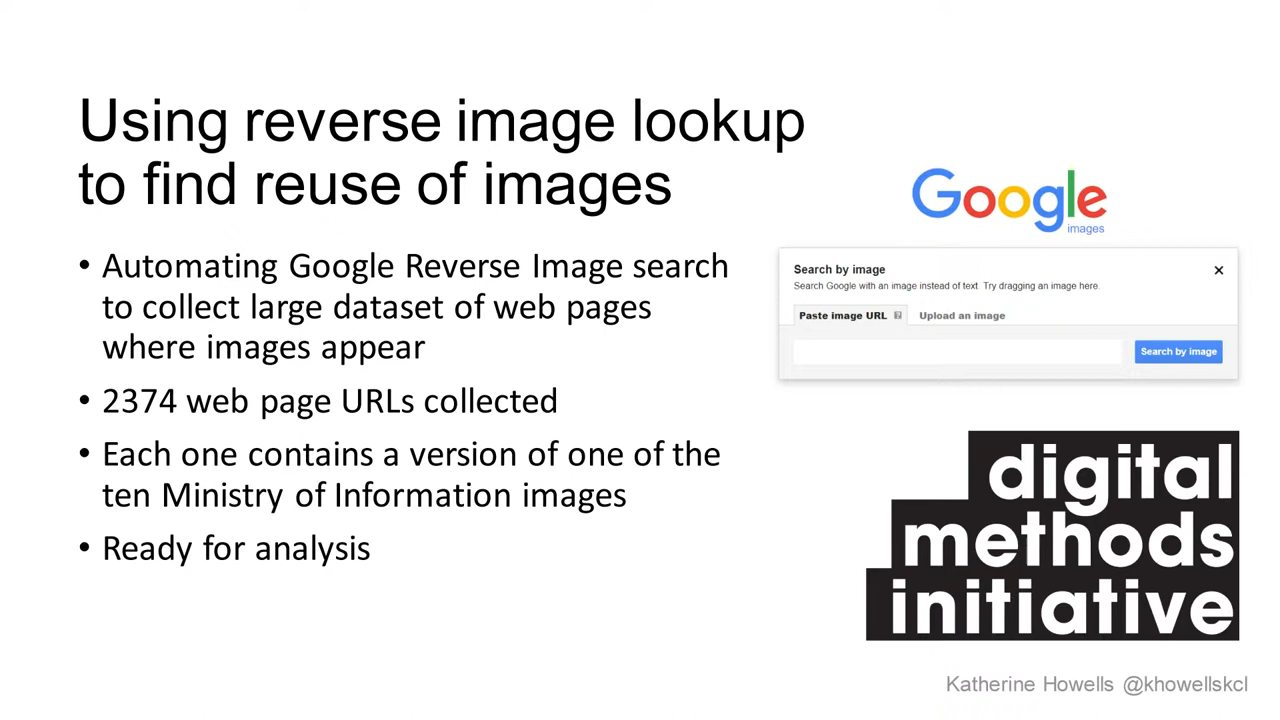 Using reverse image lookup
to find reuse of images
• Automating Google Reverse Image search
to collect large dataset of web pages
where images appear
• 2374 web page URLs collected
• Each one contains a version of one of the
ten Ministry of Information images
• Ready for analysis
Google
images
Search by image ×
Search Google with an image instead of text. Try dragging an image here.
Paste image URL ? Upload an image
Search by image
digital
methods
initiative
Katherine Howells @khowellskcl